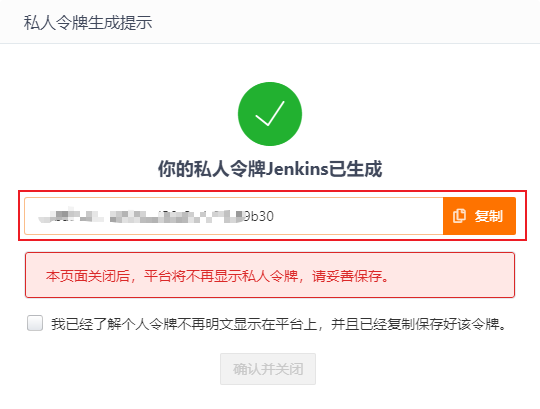 私人令牌生成提示
你的私人令牌Jenkins已生成
9b30
复制
本页面关闭后，平台将不再显示私人令牌，请妥善保存。
我已经了解个人令牌不再明文显示在平台上，并且已经复制保存好该令牌。
确认并关闭